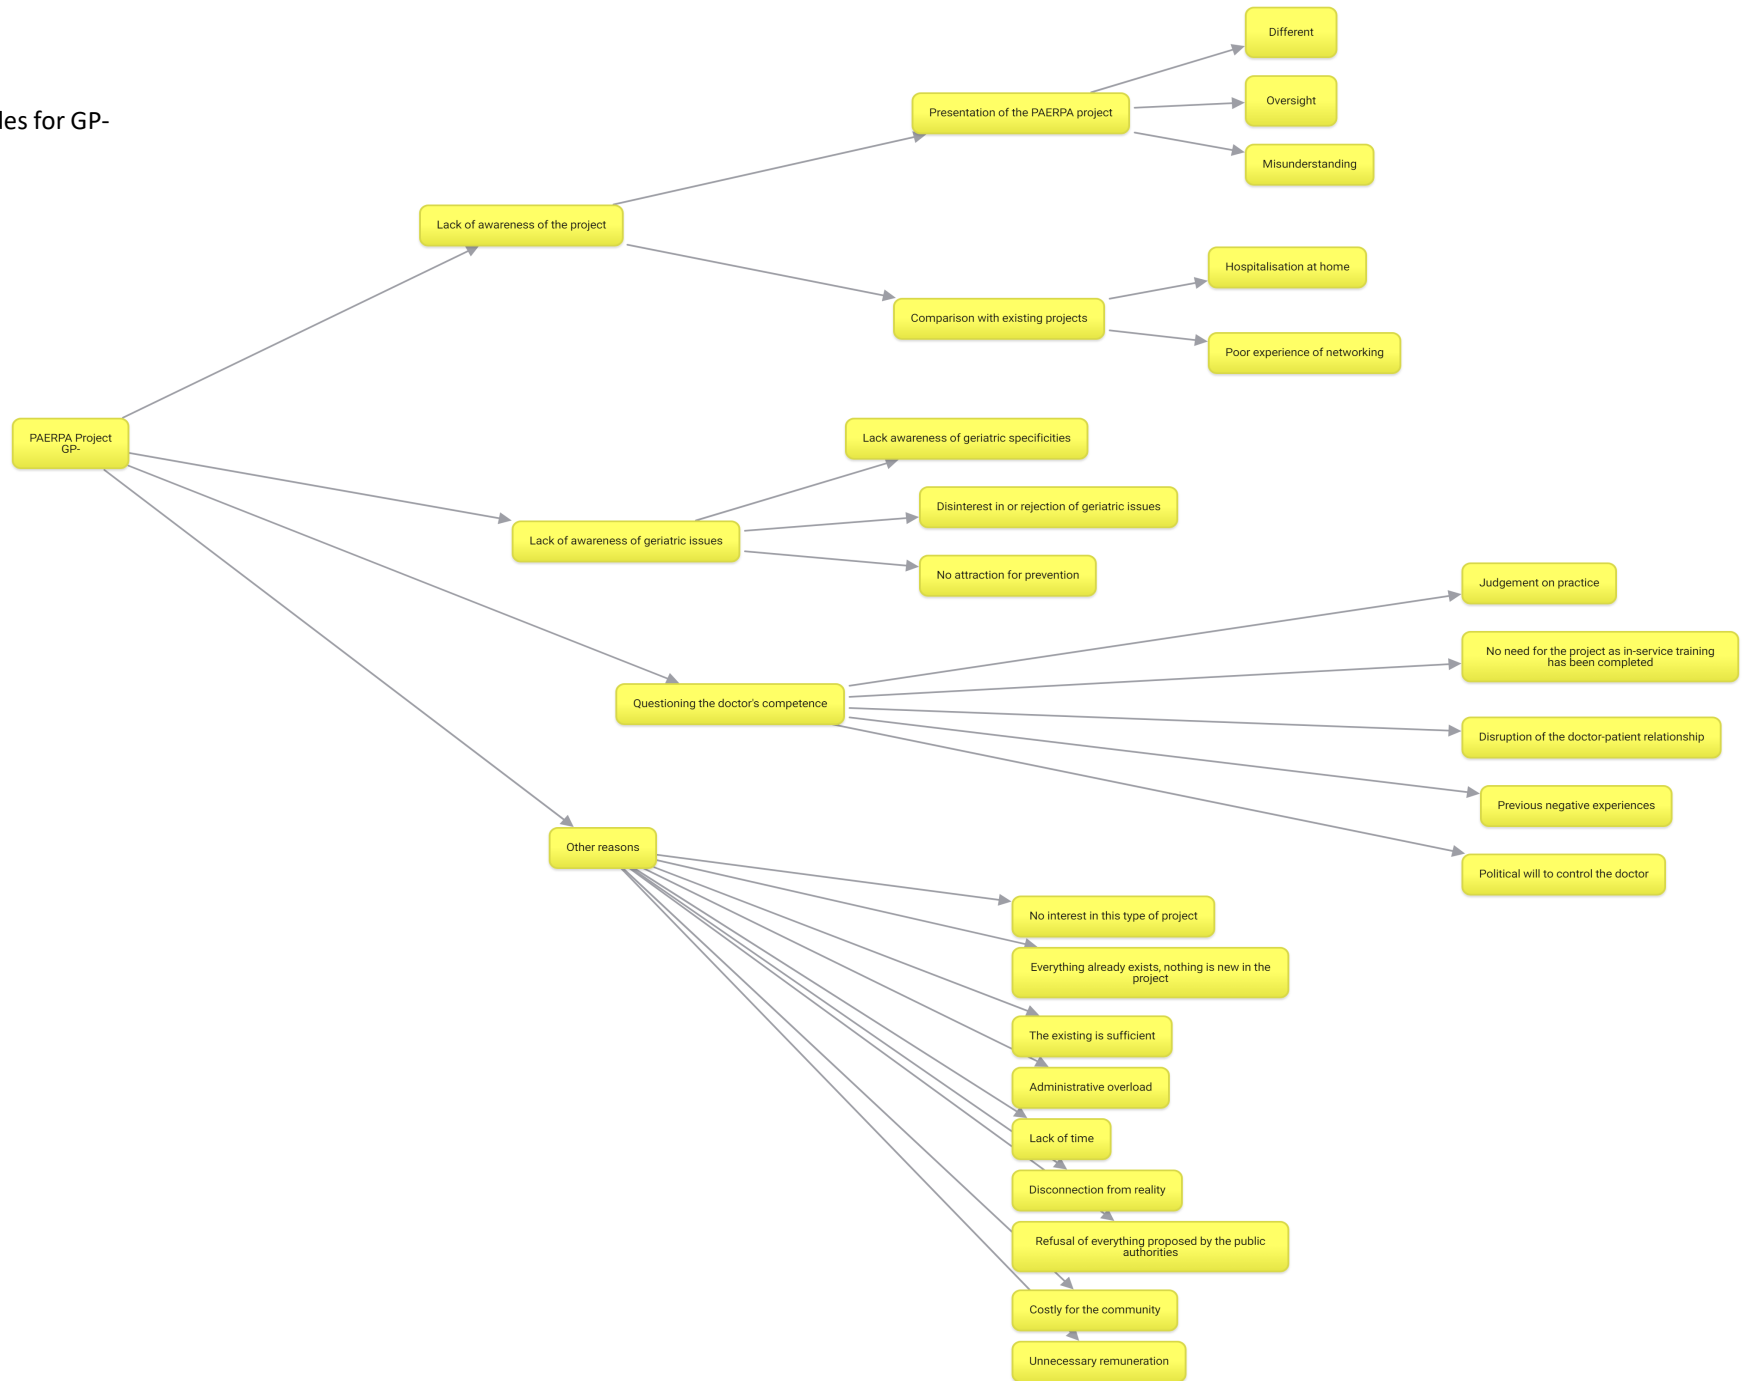 des for GP-
Different
Oversight
Presentation of the PAERPA project
Misunderstanding
Lack of awareness of the project
Hospitalisation at home
Comparison with existing projects
Poor experience of networking
PAERPA Project
GP-
Lack awareness of geriatric specificities
Disinterest in or rejection of geriatric issues
Lack of awareness of geriatric issues
No attraction for prevention
Judgement on practice
No need for the project as in-service training
has been completed
Questioning the doctor's competence
Disruption of the doctor-patient relationship
Previous negative experiences
Political will to control the doctor
Other reasons
No interest in this type of project
Everything already exists, nothing is new in the
project
The existing is sufficient
Administrative overload
Lack of time
Disconnection from reality
Refusal of everything proposed by the public
authorities
Costly for the community
Unnecessary remuneration